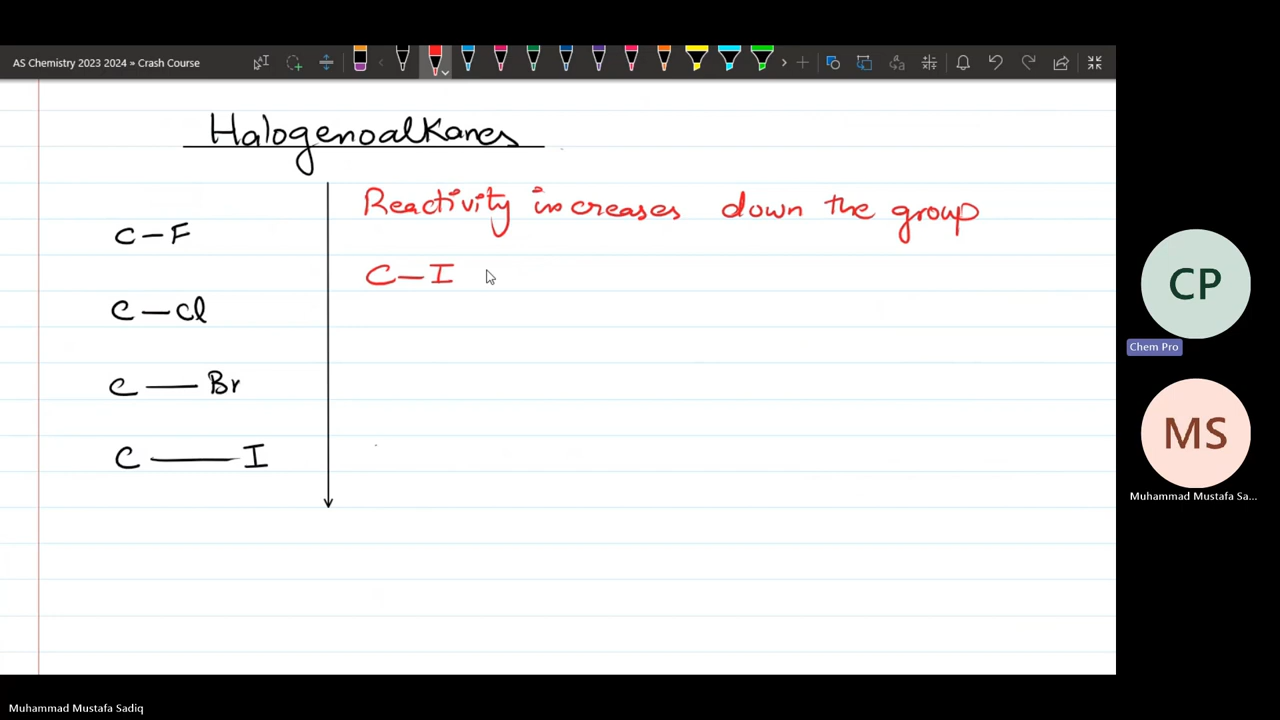 AS Chemistry 2023 2024 » Crash Course
Halogenoalkanes
Reactivity increases down the group
C-F
C-I
C-Cl
C-Br
C-I
CP
Chem Pro
MS
Muhammad Mustafa Sa...
Muhammad Mustafa Sadiq